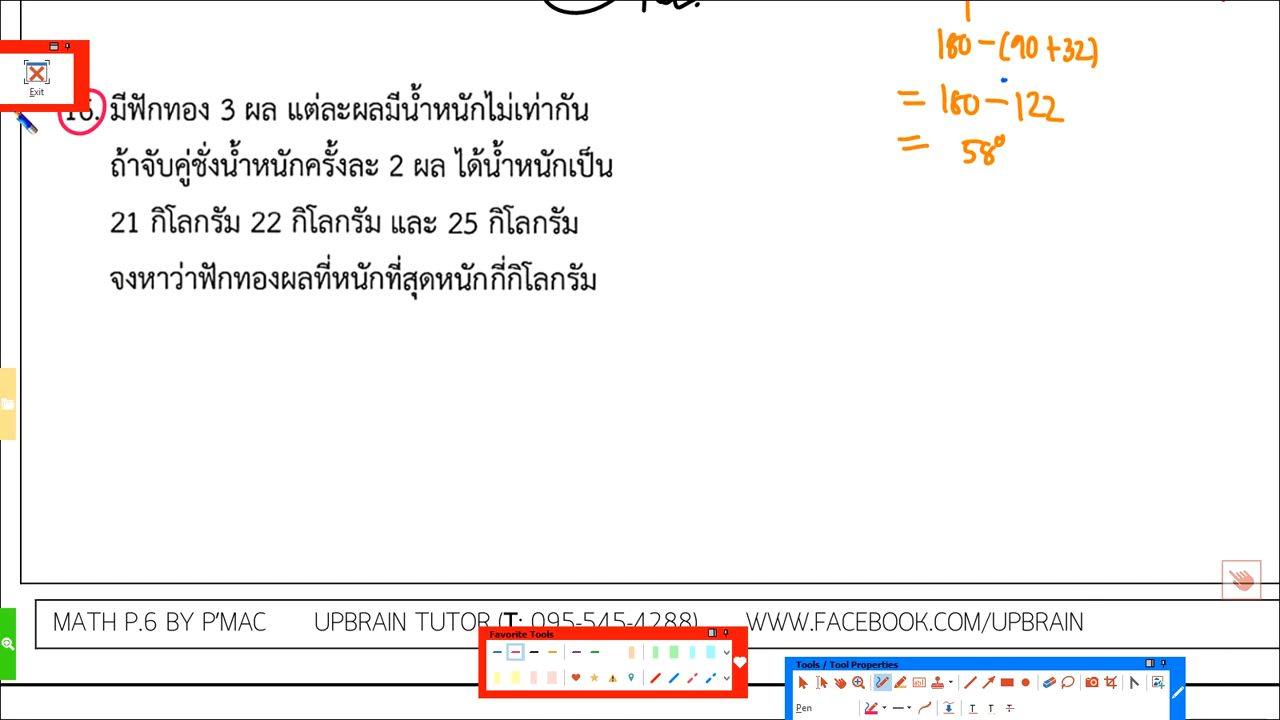 180 - (90 + 32)
= 180 - 122
= 58°
Exit
มีฟักทอง 3 ผล แต่ละผลมีน้ำหนักไม่เท่ากัน
ถ้าจับคู่ชั่งน้ำหนักครั้งละ 2 ผล ได้น้ำหนักเป็น
21 กิโลกรัม 22 กิโลกรัม และ 25 กิโลกรัม
จงหาว่าฟักทองผลที่หนักที่สุดหนักกี่กิโลกรัม
MATH P.6 BY P'MAC UPBRAIN TUTOR (T: 095-545-4288) WWW.FACEBOOK.COM/UPBRAIN
Favorite Tools
Tools / Tool Properties
Pen